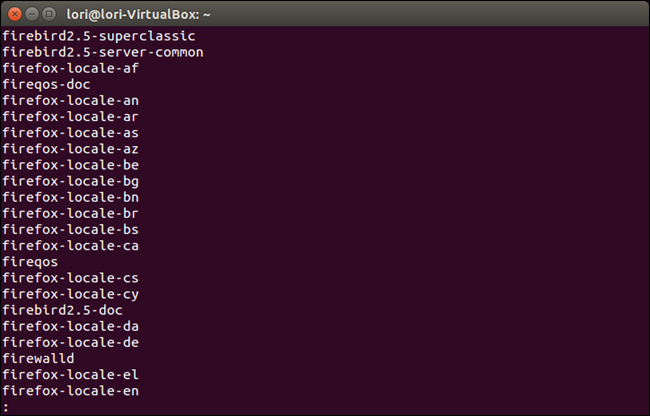 lori@lori-VirtualBox: ~
firebird2.5-superclassic
firebird2.5-server-common
firefox-locale-af
fireqos-doc
firefox-locale-an
firefox-locale-ar
firefox-locale-as
firefox-locale-az
firefox-locale-be
firefox-locale-bg
firefox-locale-bn
firefox-locale-br
firefox-locale-bs
firefox-locale-ca
fireqos
firefox-locale-cs
firefox-locale-cy
firebird2.5-doc
firefox-locale-da
firefox-locale-de
firewalld
firefox-locale-el
firefox-locale-en
: